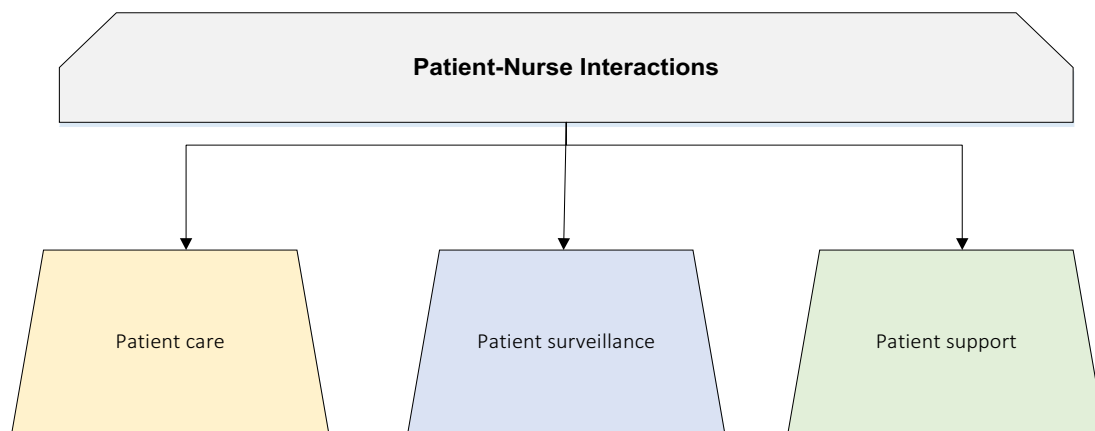 Patient-Nurse Interactions
Patient care
Patient surveillance
Patient support